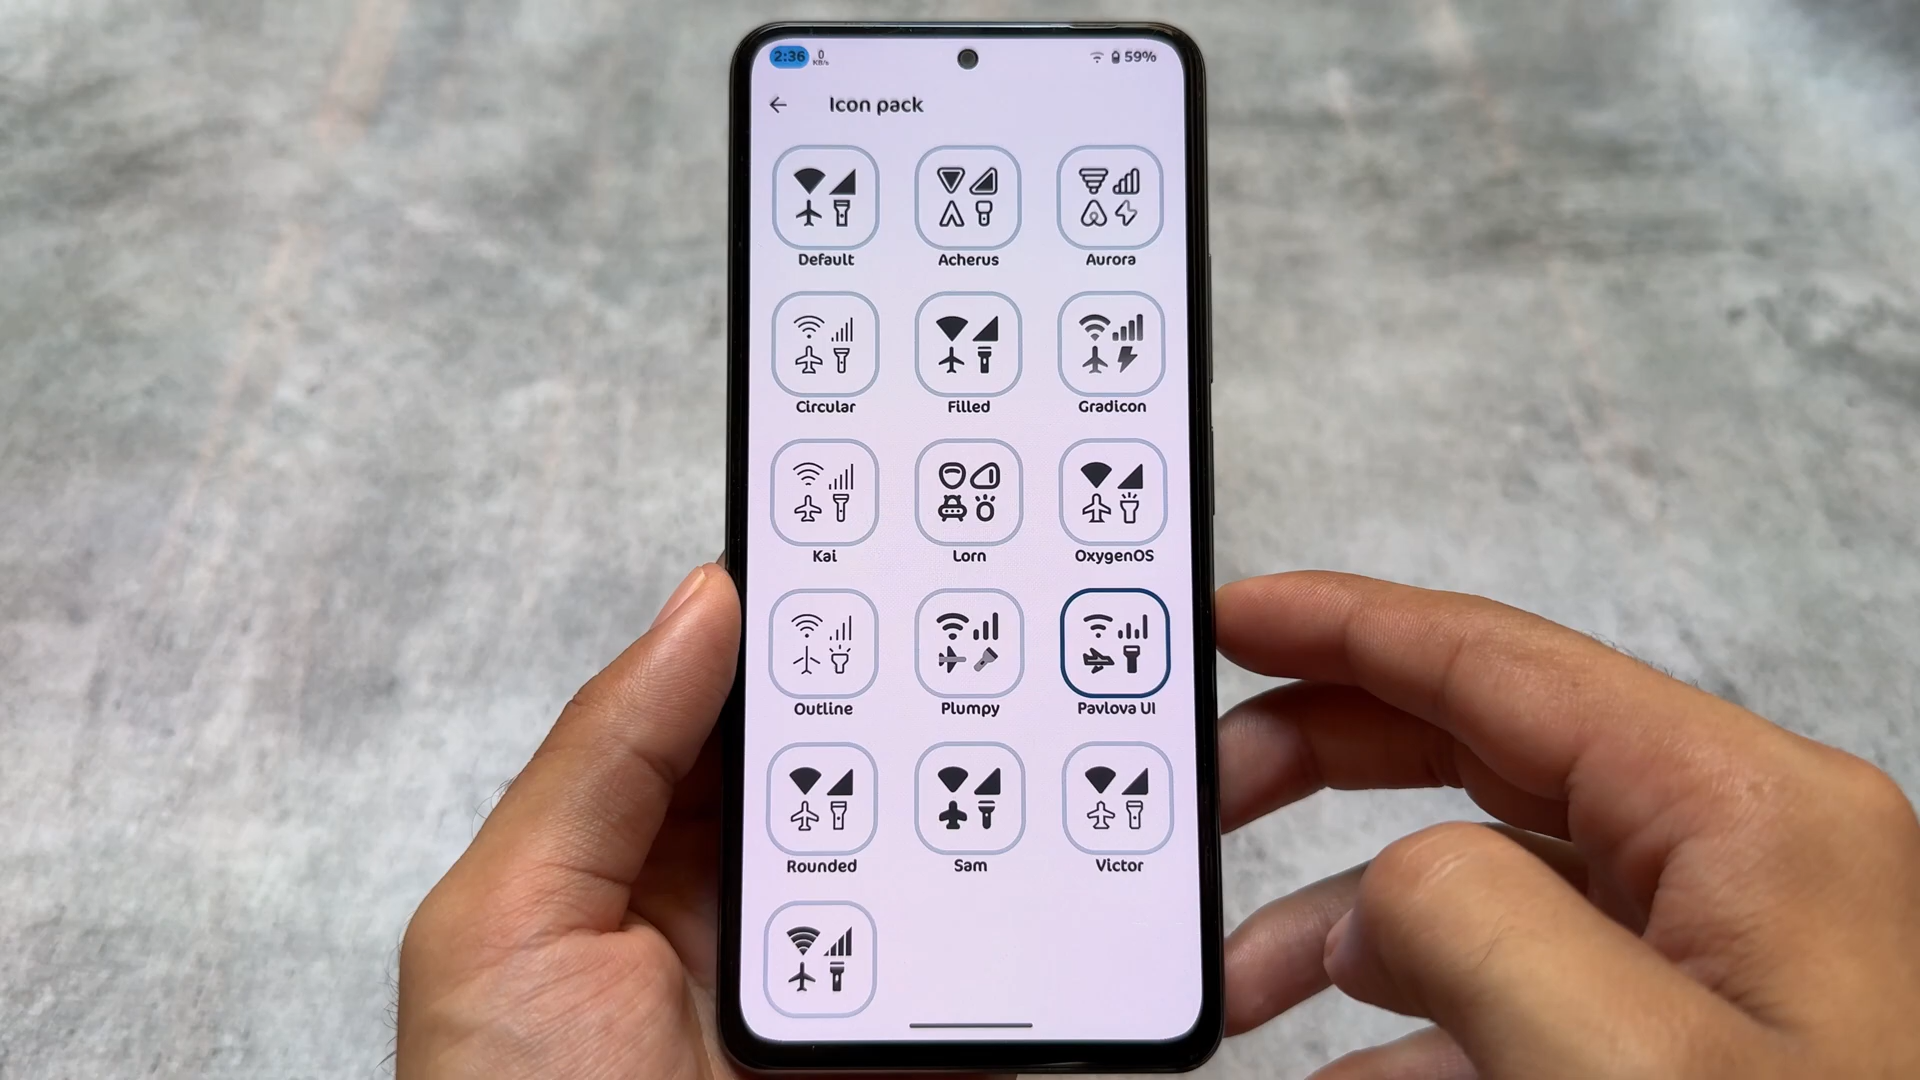 2:36 0 KB/s 59%
Icon pack
Default Acherus Aurora
Circular Filled Gradicon
Kai Lorn OxygenOS
Outline Plumpy Pavlova UI
Rounded Sam Victor